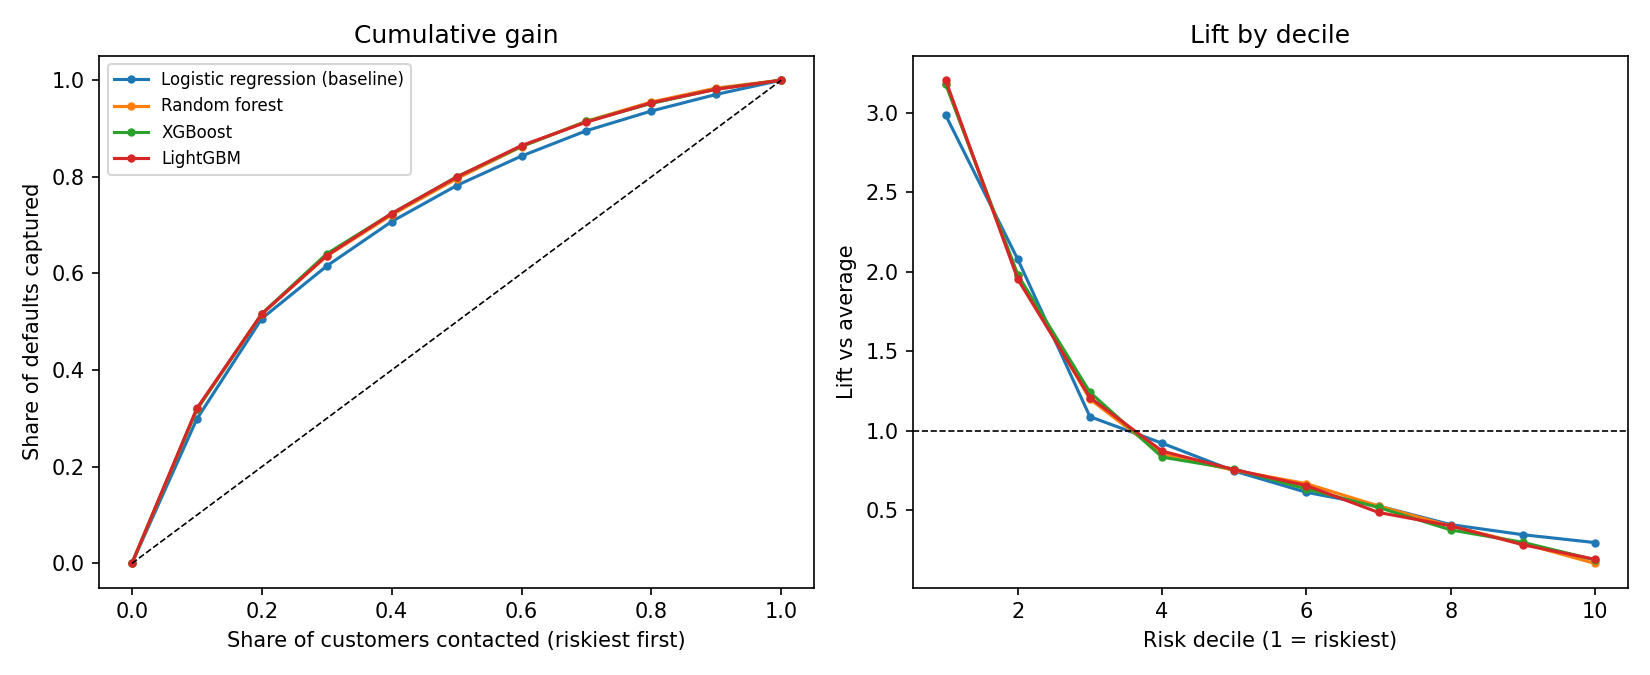 Cumulative gain
Logistic regression (baseline)
Random forest
XGBoost
LightGBM
1.0
0.8
0.6
0.4
0.2
0.0
Share of defaults captured
0.0 0.2 0.4 0.6 0.8 1.0
Share of customers contacted (riskiest first)
Lift by decile
3.0
2.5
2.0
1.5
1.0
0.5
Lift vs average
2 4 6 8 10
Risk decile (1 = riskiest)